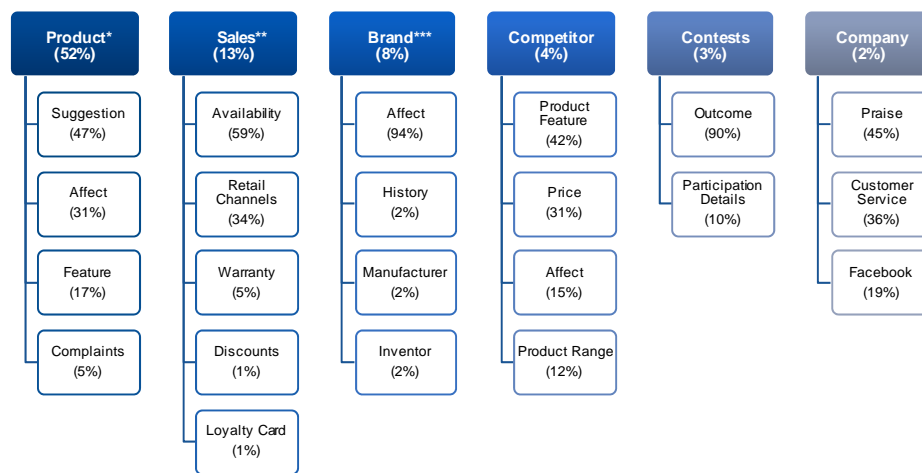 Product*
(52%)
Suggestion
(47%)
Affect
(31%)
Feature
(17%)
Complaints
(5%)
Sales**
(13%)
Availability
(59%)
Retail
Channels
(34%)
Warranty
(5%)
Discounts
(1%)
Loyalty Card
(1%)
Brand***
(8%)
Affect
(94%)
History
(2%)
Manufacturer
(2%)
Inventor
(2%)
Competitor
(4%)
Product
Feature
(42%)
Price
(31%)
Affect
(15%)
Product Range
(12%)
Contests
(3%)
Outcome
(90%)
Participation
Details
(10%)
Company
(2%)
Praise
(45%)
Customer
Service
(36%)
Facebook
(19%)